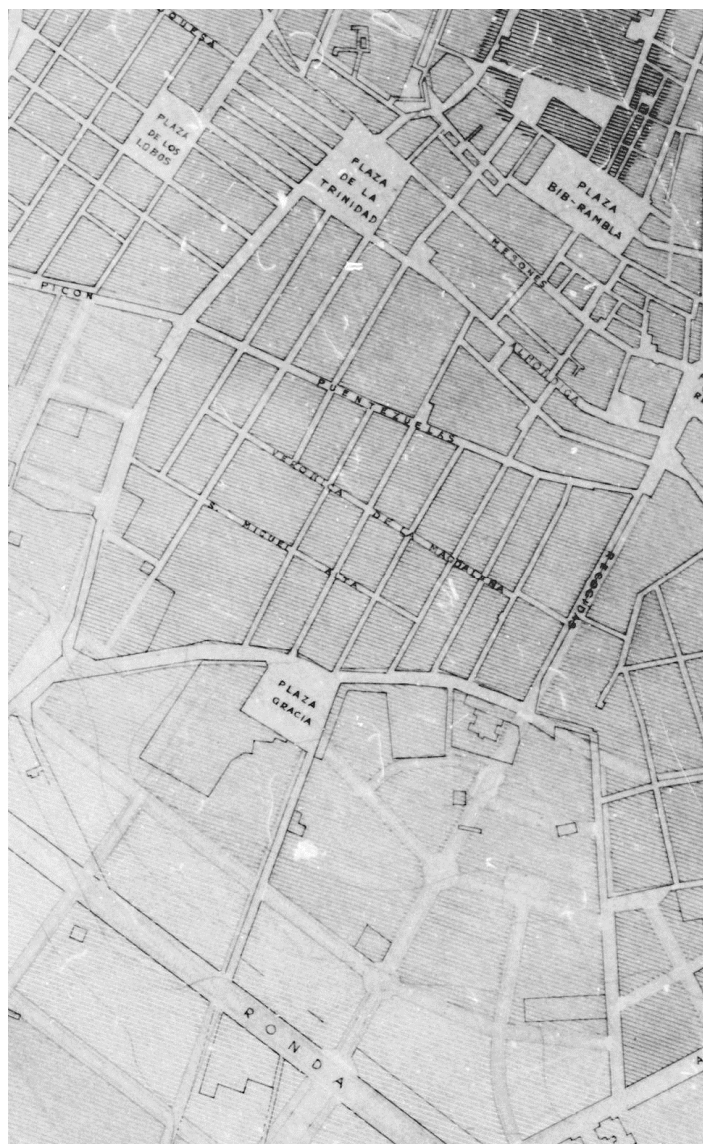 PLAZA
DE LOS
LOBOS
PLAZA
DE LA
TRINIDAD
PLAZA
BIB-RAMBLA
MESONES
PICON
ALHONDIGA
PUENTEZUELAS
VERONICA DE LA MAGDALENA
S. MIGUEL ALTA
RECOGIDAS
PLAZA
GRACIA
RONDA